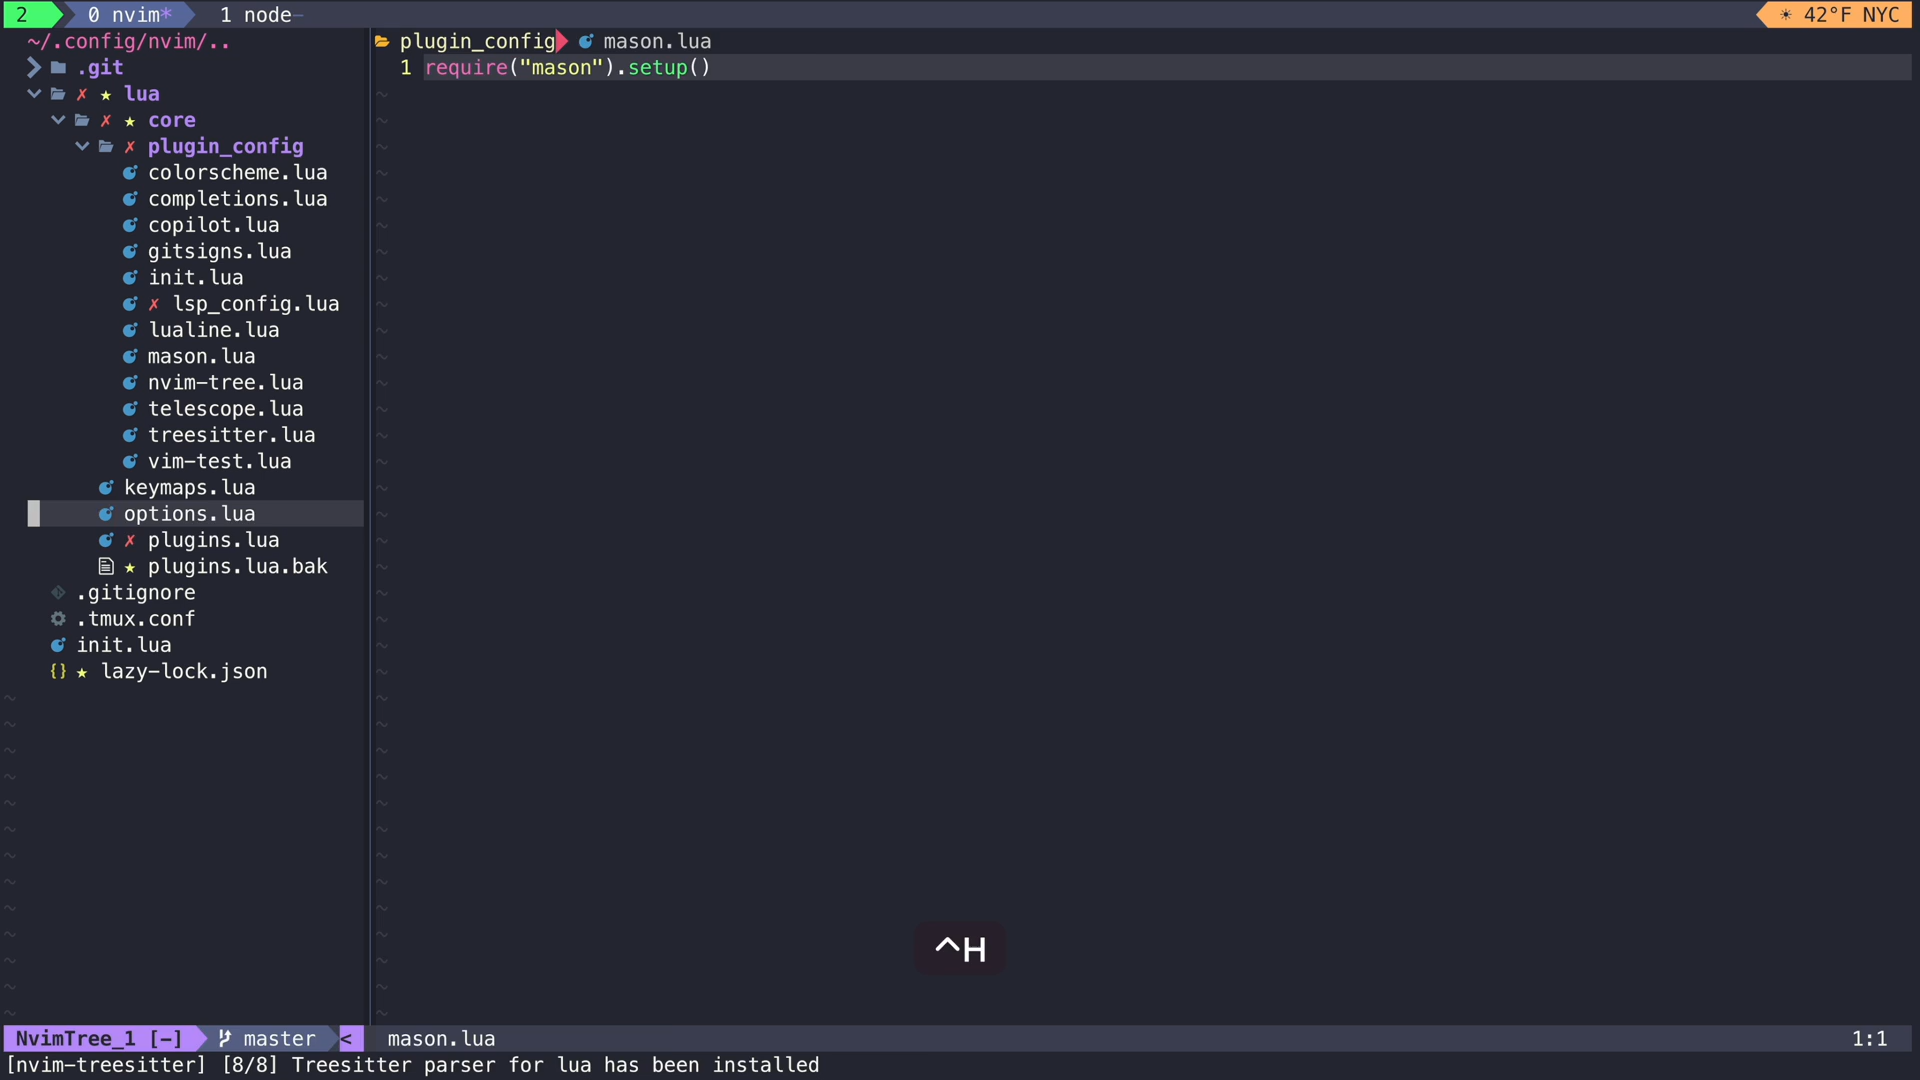 2 0 nvim* 1 node- 42°F NYC
~/.config/nvim/..
.git
lua
core
plugin_config
colorscheme.lua
completions.lua
copilot.lua
gitsigns.lua
init.lua
lsp_config.lua
lualine.lua
mason.lua
nvim-tree.lua
telescope.lua
treesitter.lua
vim-test.lua
keymaps.lua
options.lua
plugins.lua
plugins.lua.bak
.gitignore
.tmux.conf
init.lua
{} lazy-lock.json
plugin_config mason.lua
1 require("mason").setup()
^H
NvimTree_1 [-] master < mason.lua 1:1
[nvim-treesitter] [8/8] Treesitter parser for lua has been installed